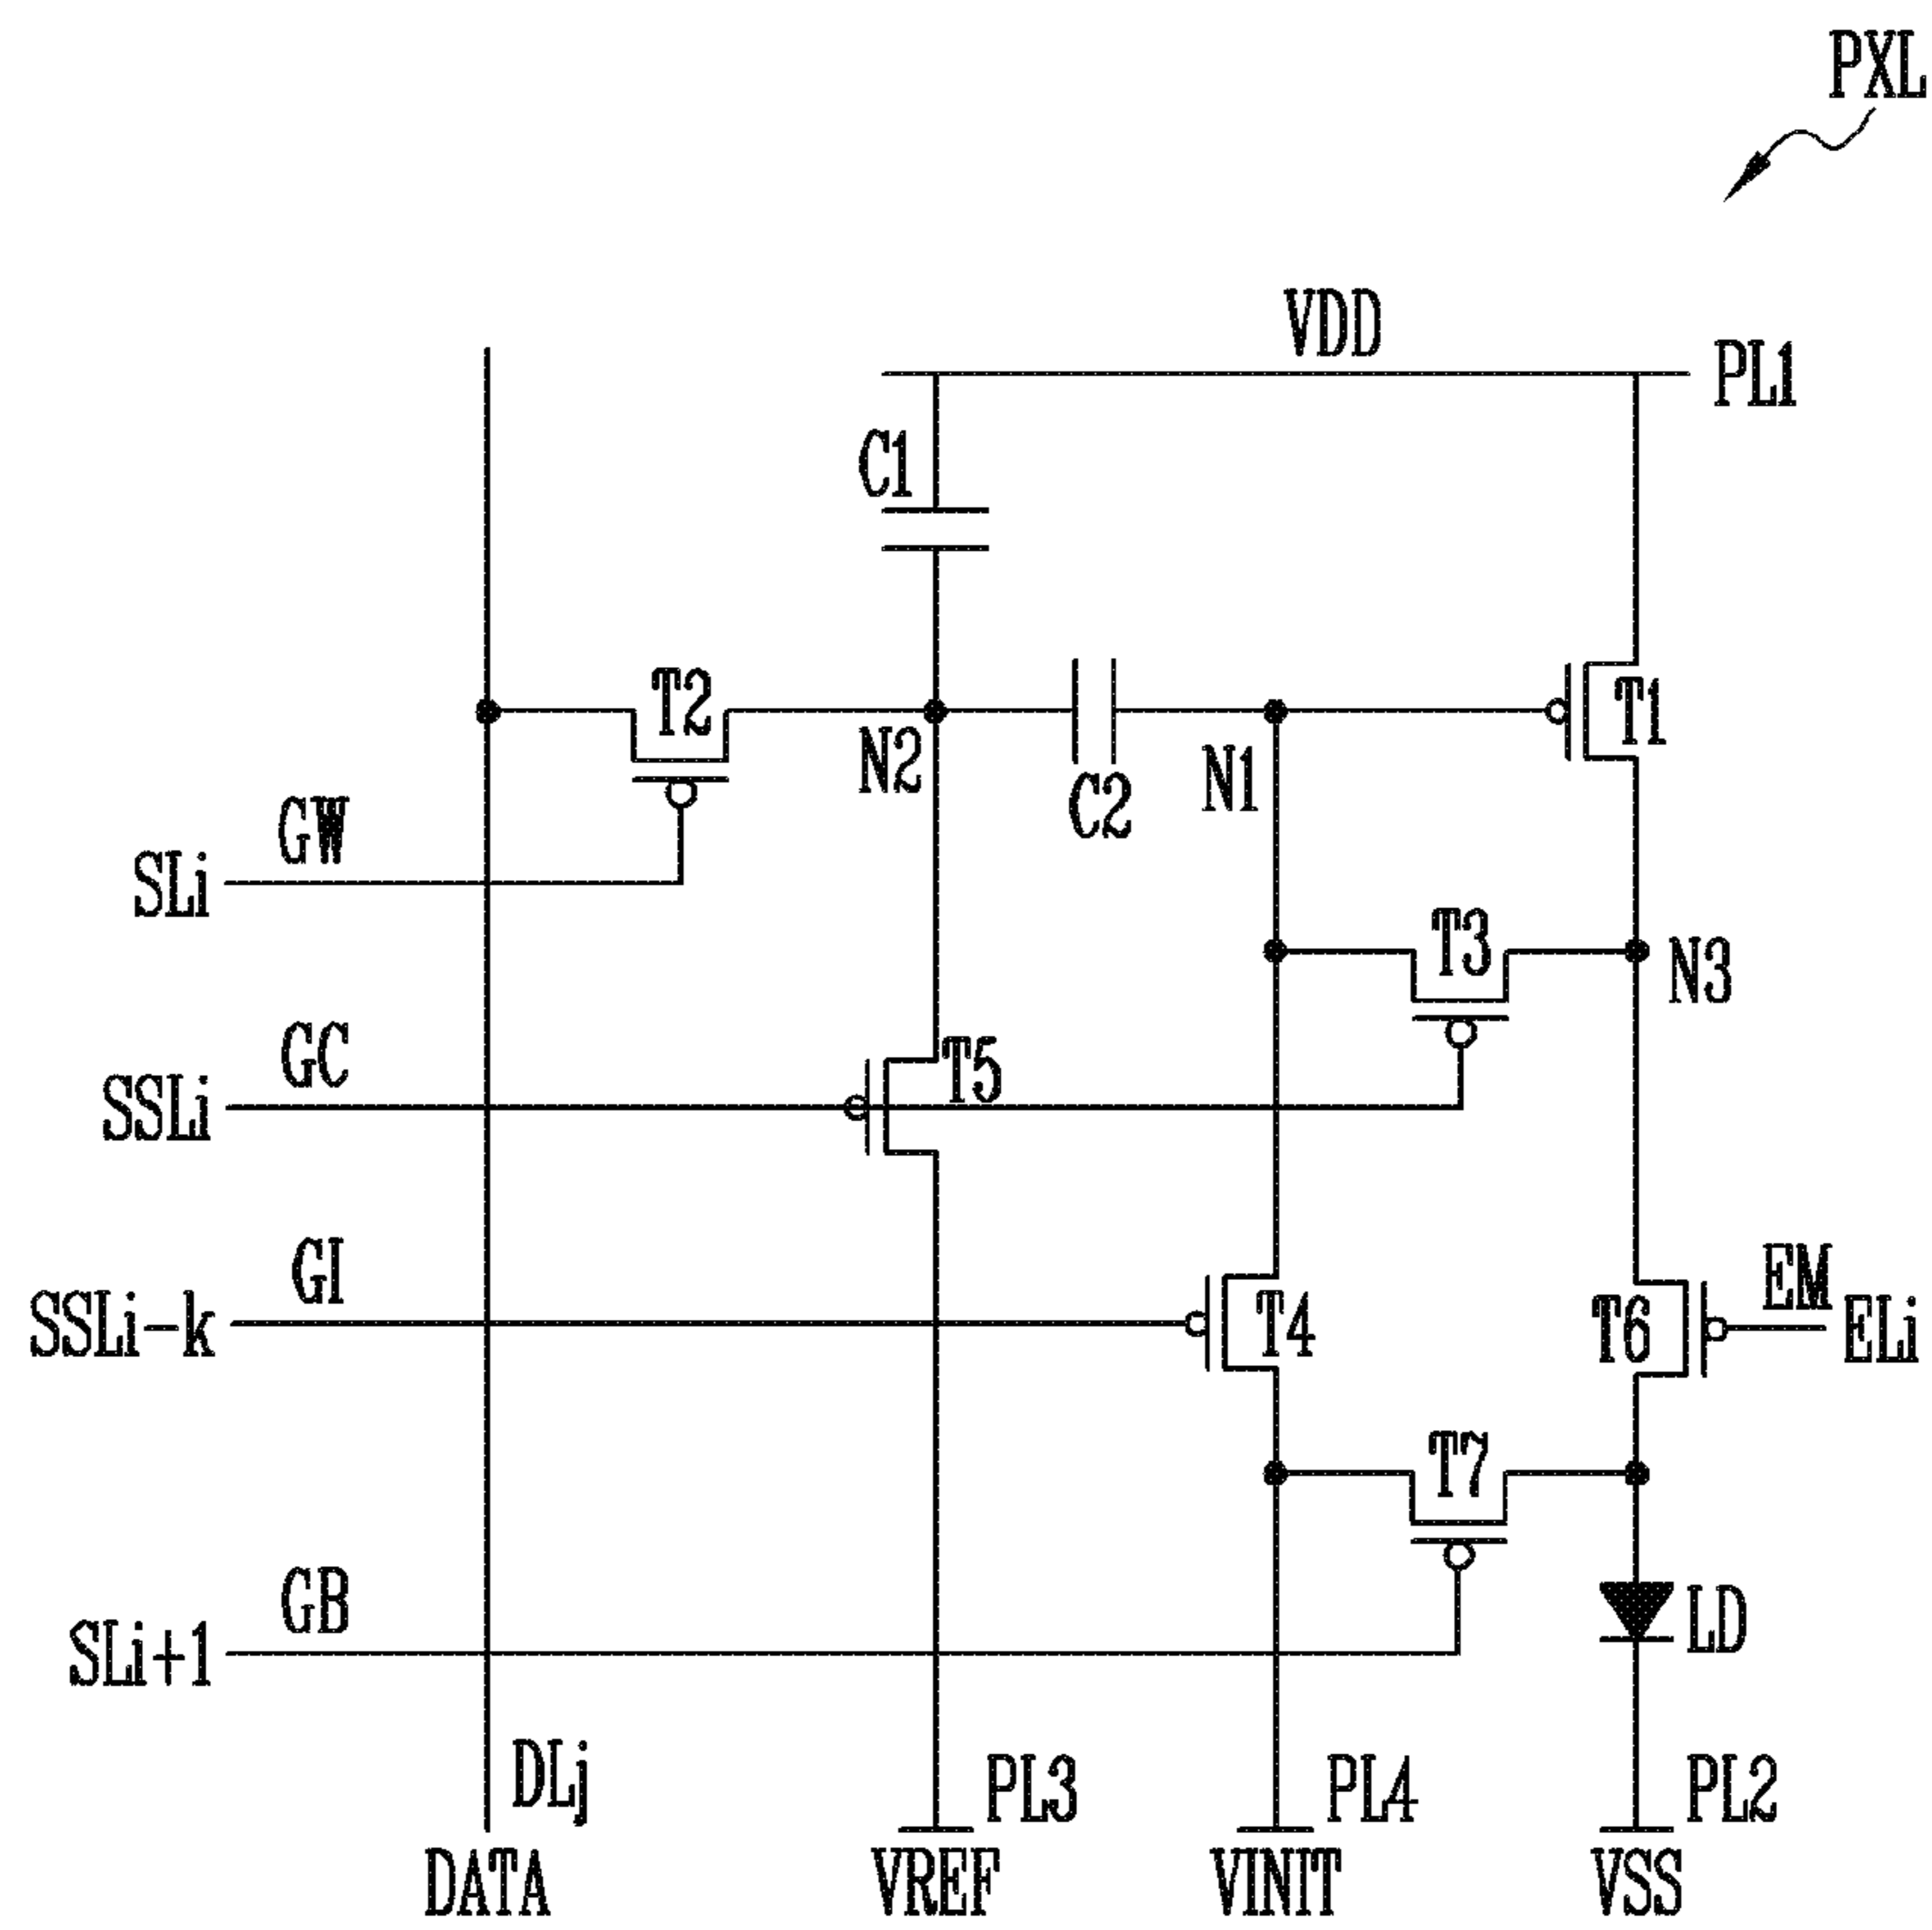 PXL
VDD
PL1
C1
T2
T1
N2
N1
C2
GW
SLi
T3
N3
GC
T5
SSLi
GI
EM
SSLi-k
T4
T6
ELi
T7
GB
LD
SLi+1
DLj
PL3
PL4
PL2
DATA
VREF
VINIT
VSS